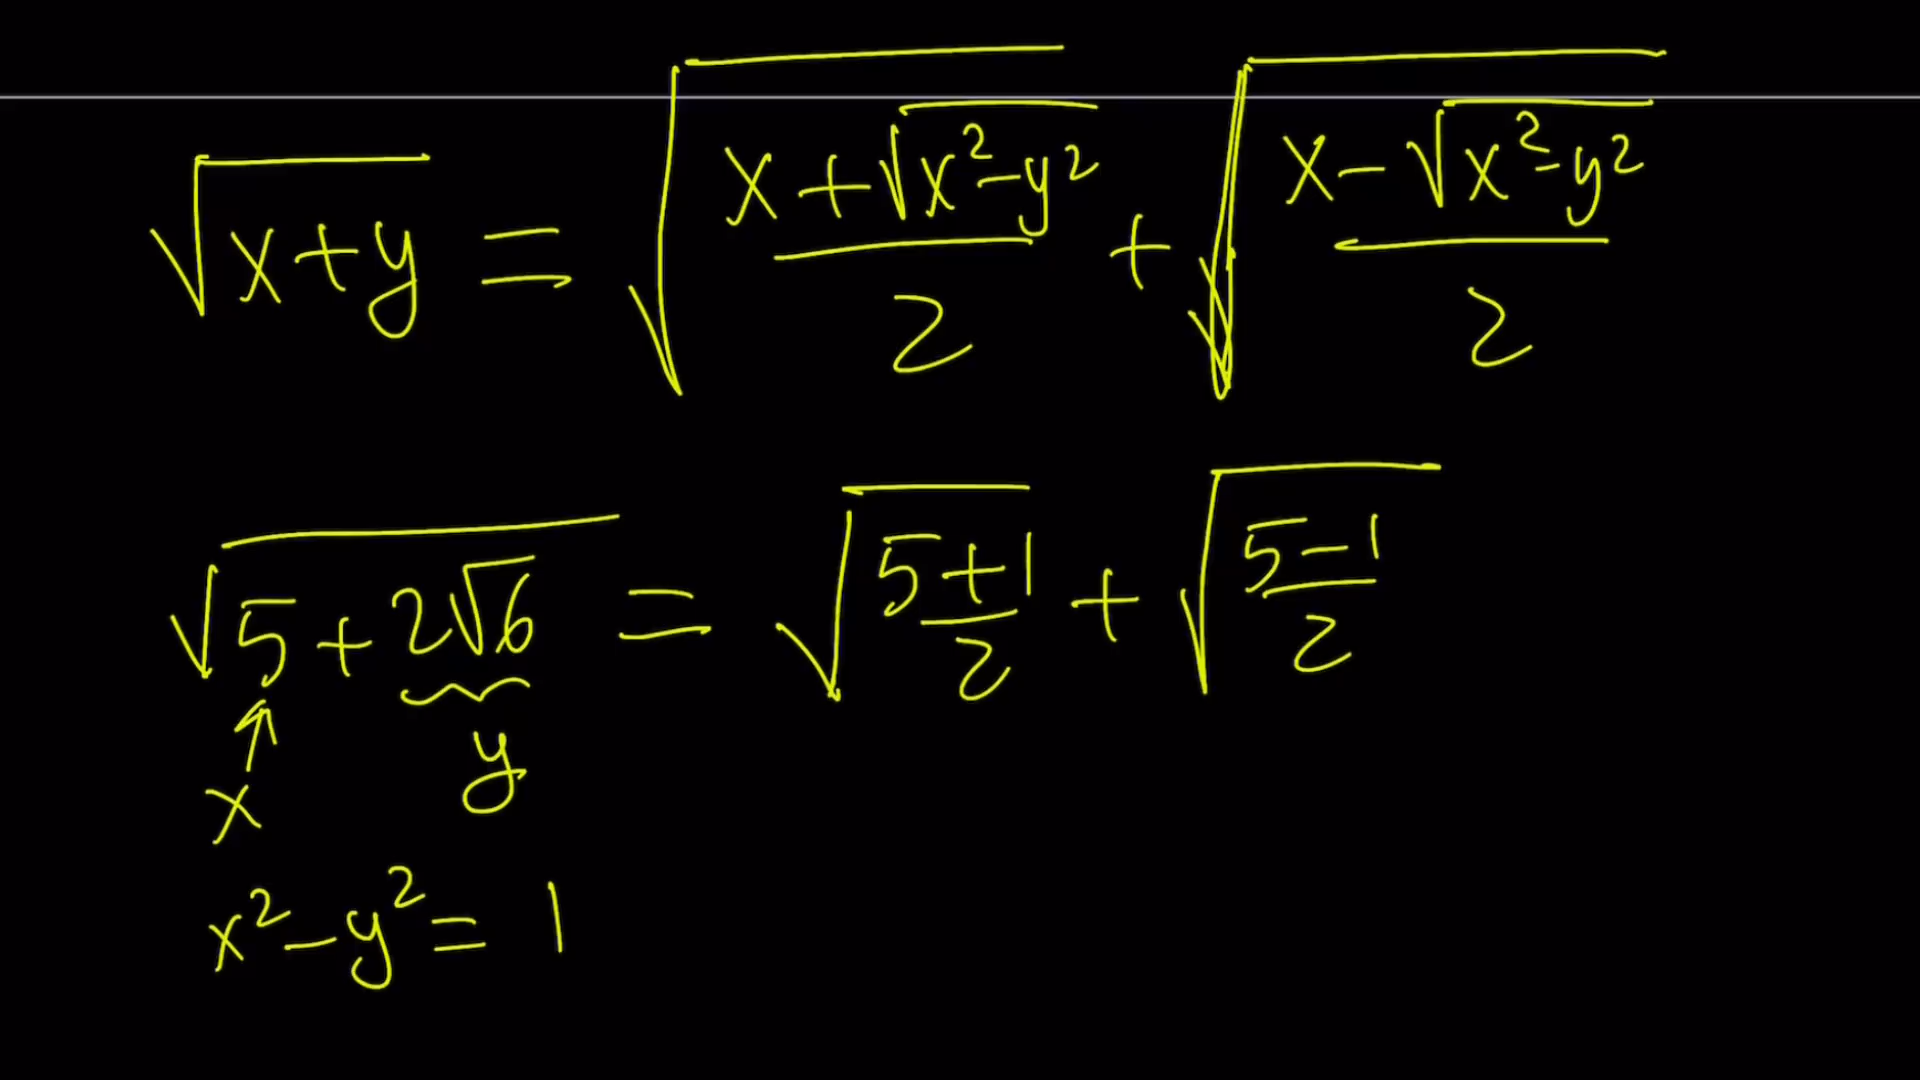 √(x+y) = √((x+√(x²-y²))/2) + √((x-√(x²-y²))/2)
√(5+2√6) = √((5+1)/2) + √((5-1)/2)
x y
x²-y²=1